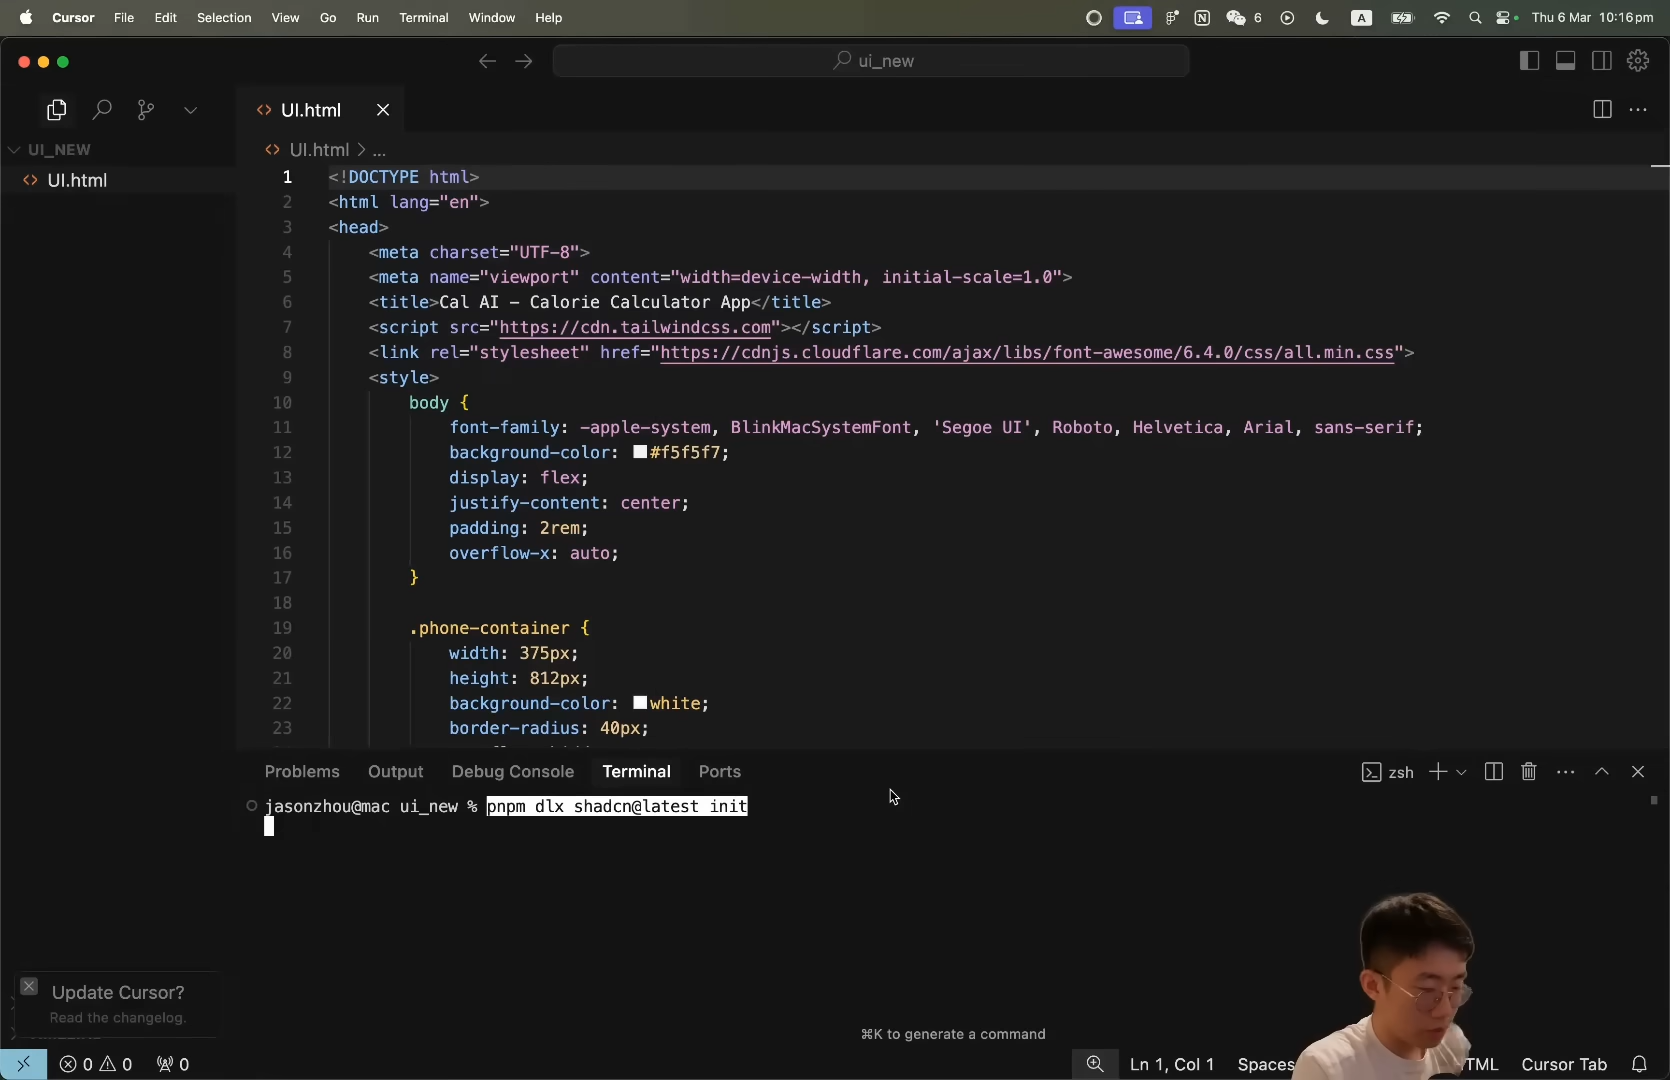 Cursor File Edit Selection View Go Run Terminal Window Help 6 A Thu 6 Mar 10:16 pm
ui_new
UI.html
UI_NEW
UI.html > ...
UI.html
1 <!DOCTYPE html>
2 <html lang="en">
3 <head>
4 <meta charset="UTF-8">
5 <meta name="viewport" content="width=device-width, initial-scale=1.0">
6 <title>Cal AI – Calorie Calculator App</title>
7 <script src="https://cdn.tailwindcss.com"></script>
8 <link rel="stylesheet" href="https://cdnjs.cloudflare.com/ajax/libs/font-awesome/6.4.0/css/all.min.css">
9 <style>
10 body {
11 font-family: -apple-system, BlinkMacSystemFont, 'Segoe UI', Roboto, Helvetica, Arial, sans-serif;
12 background-color: #f5f5f7;
13 display: flex;
14 justify-content: center;
15 padding: 2rem;
16 overflow-x: auto;
17 }
18
19 .phone-container {
20 width: 375px;
21 height: 812px;
22 background-color: white;
23 border-radius: 40px;
Problems Output Debug Console Terminal Ports zsh
jasonzhou@mac ui_new % pnpm dlx shadcn@latest init
Update Cursor?
Read the changelog.
⌘K to generate a command
0 0 0 Ln 1, Col 1 Spaces TML Cursor Tab